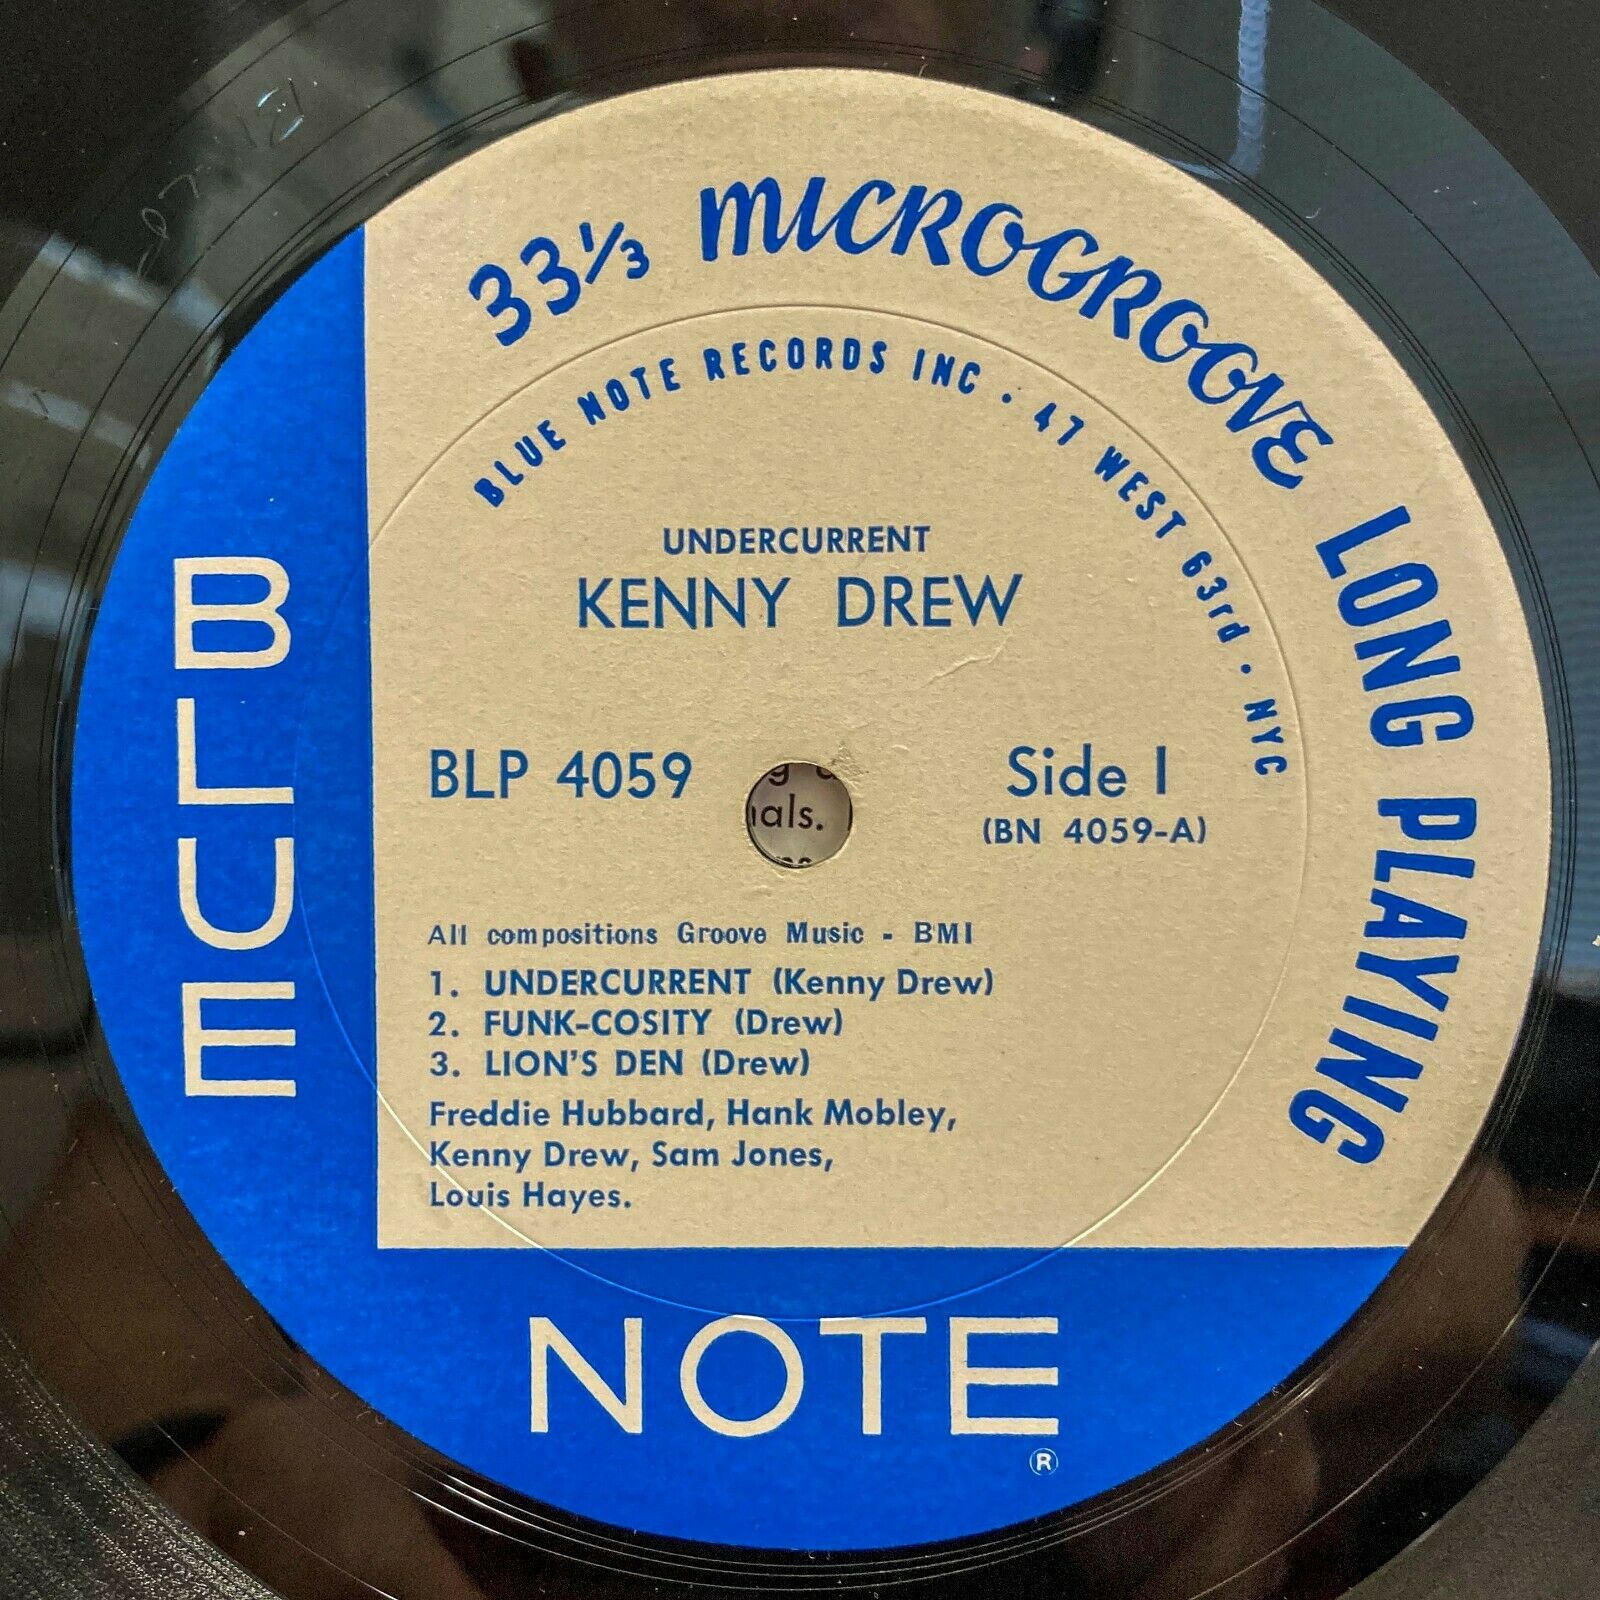 33⅓ MICROGROOVE LONG PLAYING
BLUE NOTE RECORDS INC · 47 WEST 63rd · NYC
UNDERCURRENT
KENNY DREW
BLP 4059
Side 1
(BN 4059-A)
als.
All compositions Groove Music - BMI
1. UNDERCURRENT (Kenny Drew)
2. FUNK-COSITY (Drew)
3. LION'S DEN (Drew)
Freddie Hubbard, Hank Mobley,
Kenny Drew, Sam Jones,
Louis Hayes.
BLUE
NOTE
®